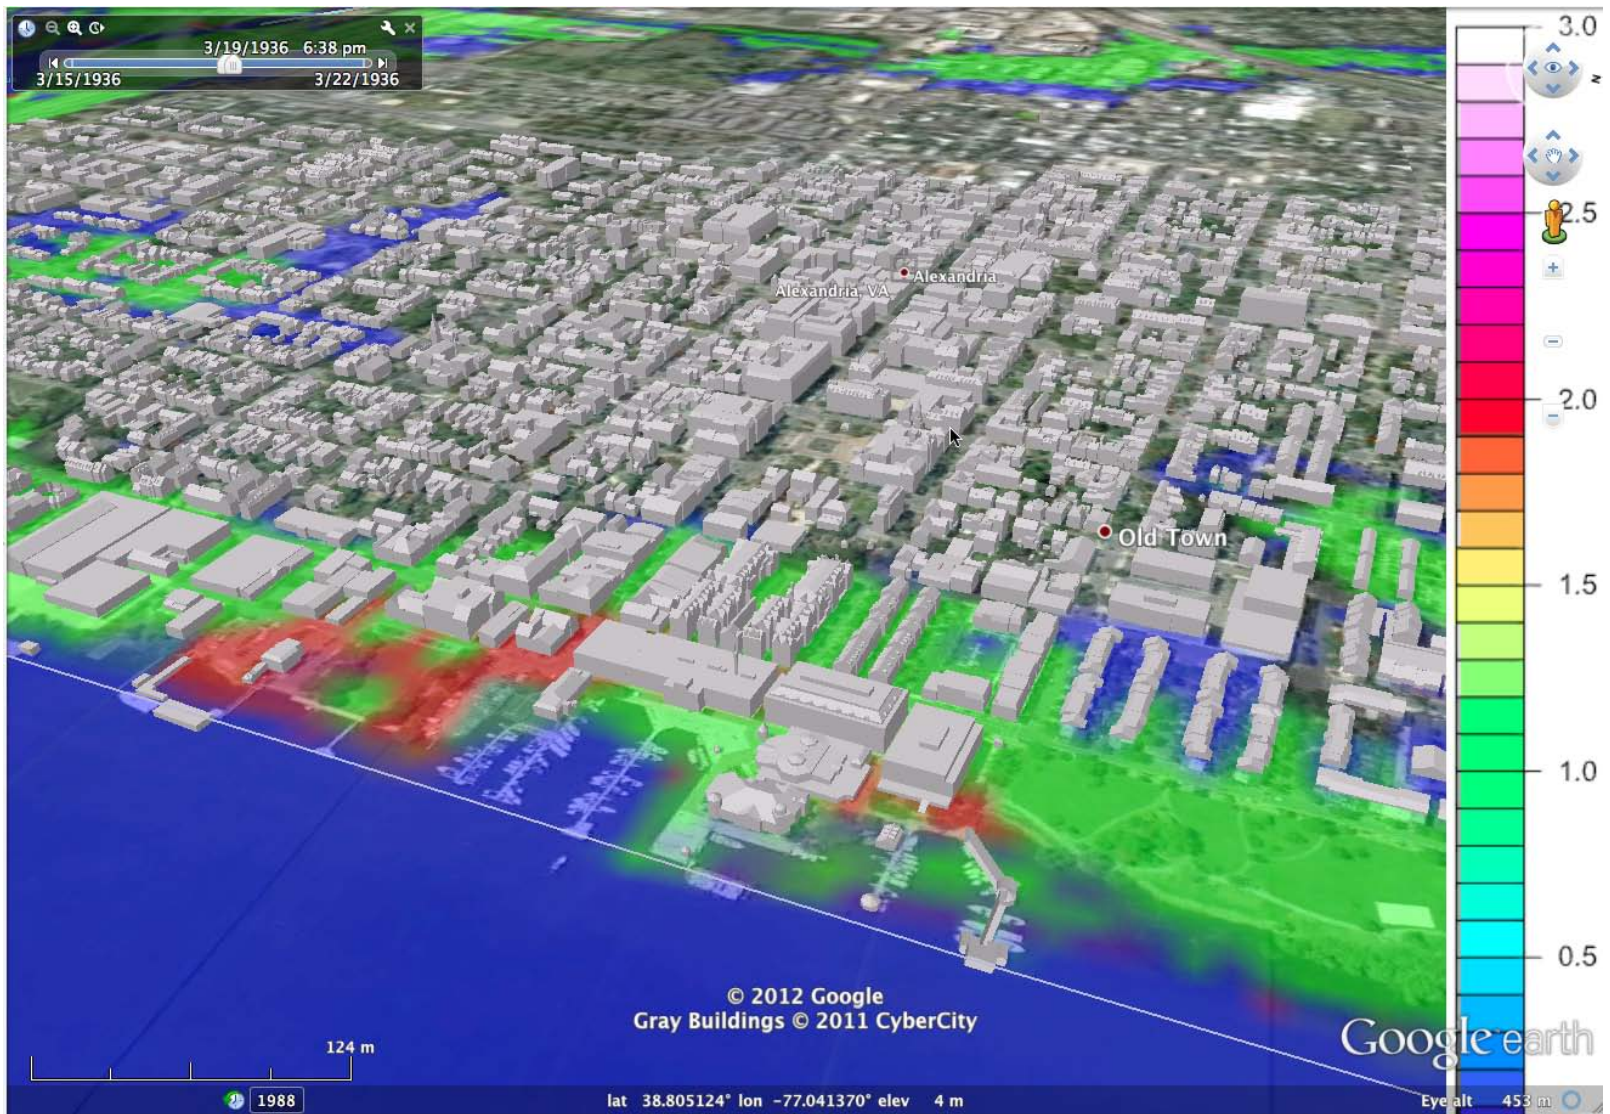 3/19/1936 6:38 pm
3/15/1936 3/22/1936
3.0
N
2.5
Alexandria
Alexandria, VA
2.0
Old Town
1.5
1.0
0.5
© 2012 Google
Gray Buildings © 2011 CyberCity
Google earth
124 m
1988
lat 38.805124° lon -77.041370° elev 4 m
Eye alt 453 m